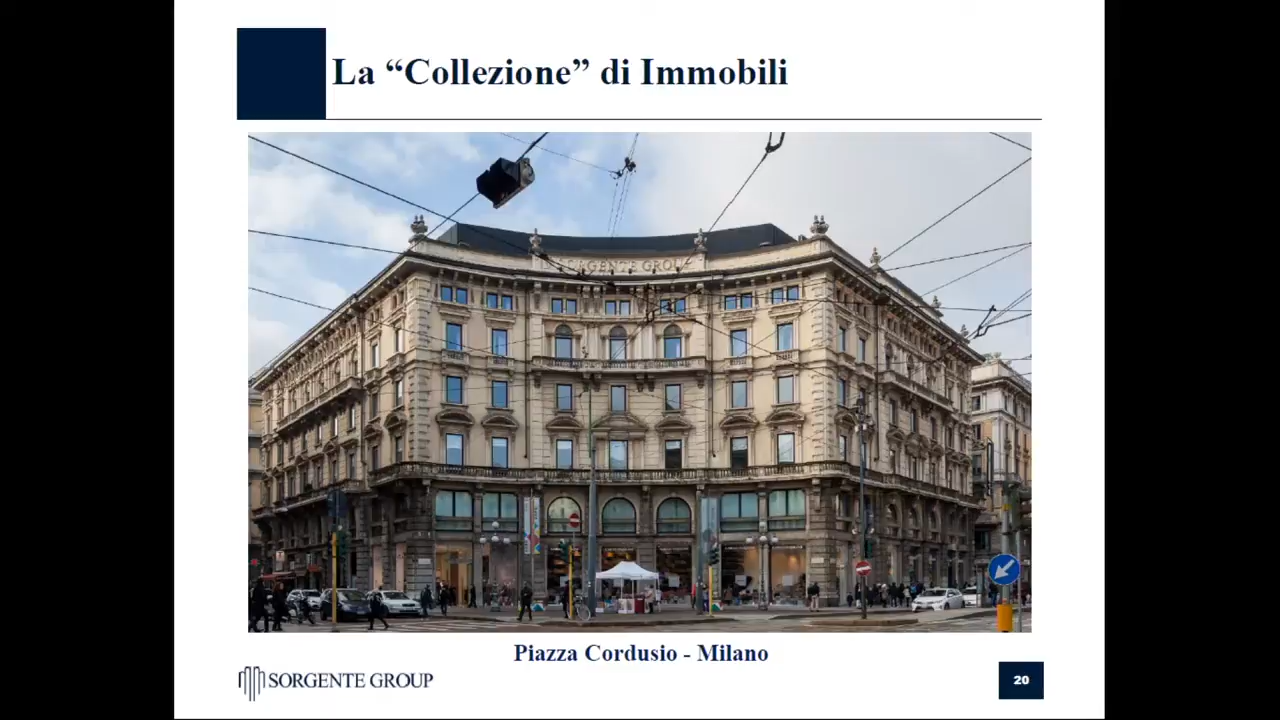 La “Collezione” di Immobili
SORGENTE GROUP
Piazza Cordusio - Milano
SORGENTE GROUP
20